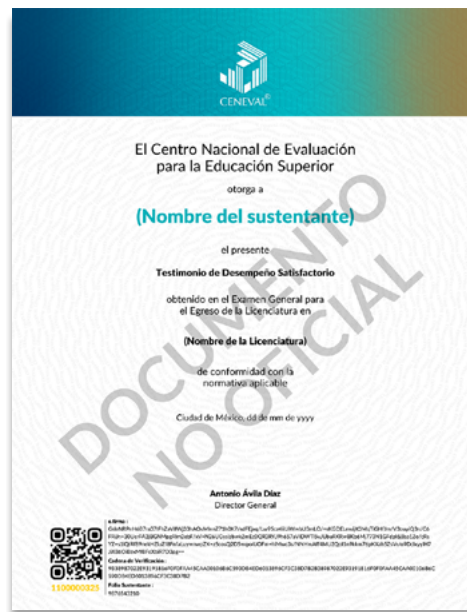 CENEVAL®
El Centro Nacional de Evaluación
para la Educación Superior
otorga a
(Nombre del sustentante)
el presente
Testimonio de Desempeño Satisfactorio
obtenido en el Examen General para
el Egreso de la Licenciatura en
(Nombre de la Licenciatura)
de conformidad con la
normativa aplicable
Ciudad de México, dd de mm de yyyy
DOCUMENTO
NO OFICIAL
Antonio Ávila Díaz
Director General
e.firma :
Cadena de Verificación :
Folio Sustentante :